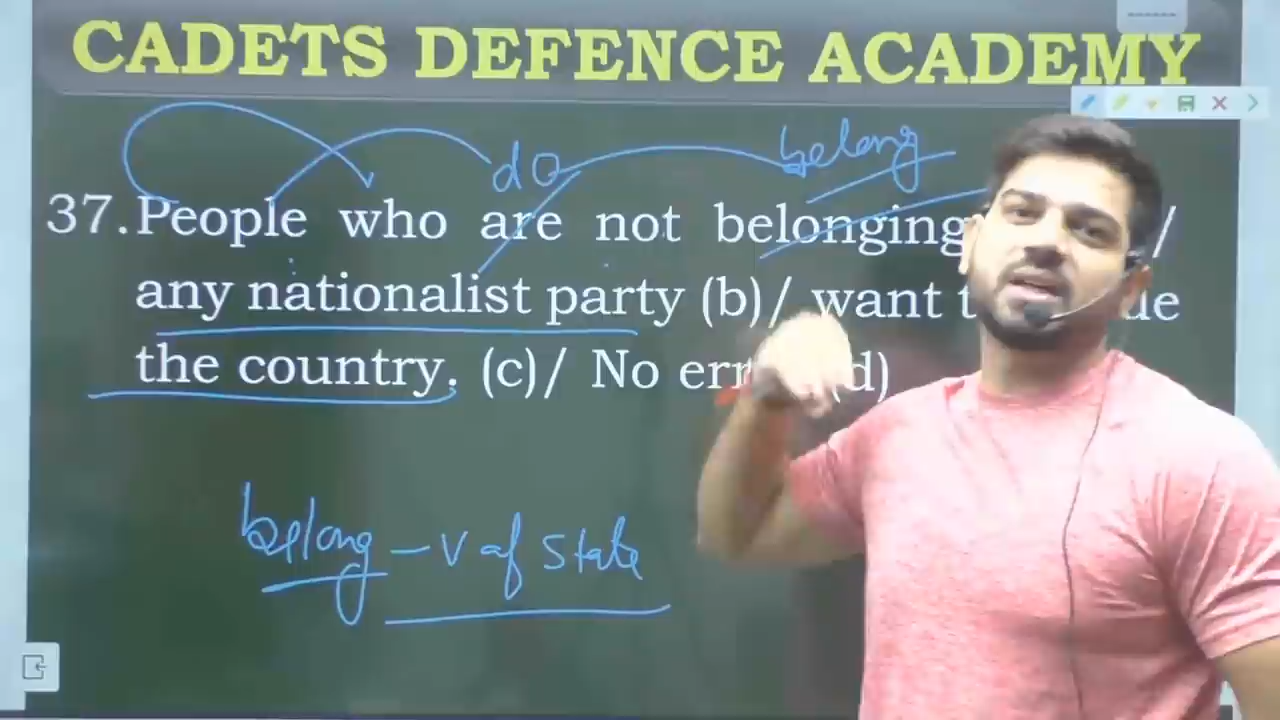 CADETS DEFENCE ACADEMY
do belong
37. People who are not belonging /
any nationalist party (b)/ want
the country. (c)/ No (d)
belong – V of State